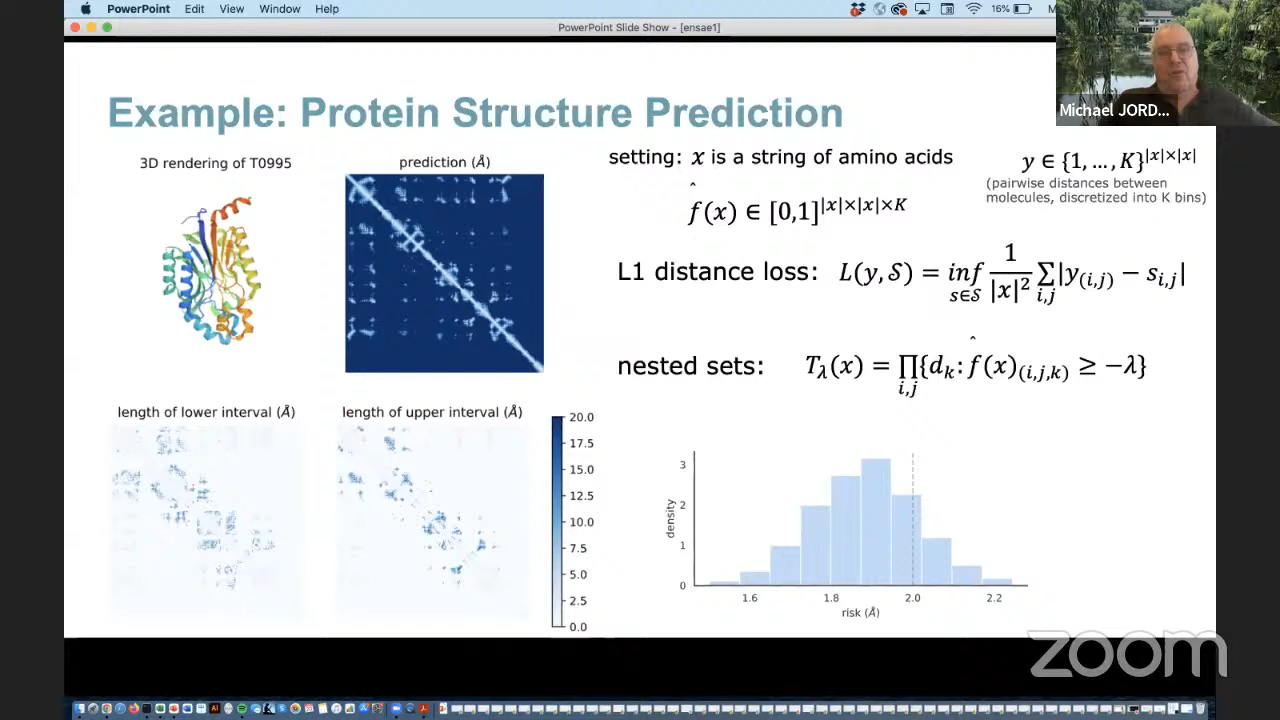 PowerPoint Edit View Window Help
16%
PowerPoint Slide Show - [ensae1]
Michael JORD...
Example: Protein Structure Prediction
3D rendering of T0995
prediction (Å)
setting: x is a string of amino acids
y ∈ {1, …, K}^|x|×|x|
(pairwise distances between
molecules, discretized into K bins)
f̂(x) ∈ [0,1]^|x|×|x|×K
L1 distance loss: L(y, 𝒮) = inf_{s∈𝒮} 1/|x|² ∑_{i,j} |y_(i,j) − s_{i,j}|
nested sets: T_λ(x) = ∏_{i,j} {d_k : f̂(x)_(i,j,k) ≥ −λ}
length of lower interval (Å)
length of upper interval (Å)
20.0
17.5
15.0
12.5
10.0
7.5
5.0
2.5
0.0
density
3
2
1
0
1.6 1.8 2.0 2.2
risk (Å)
zoom